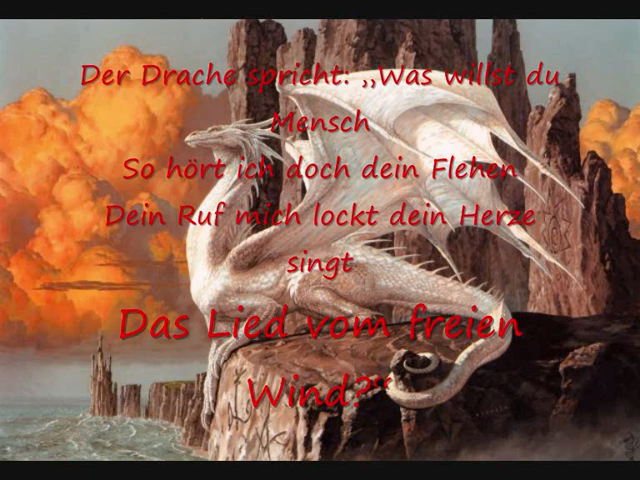 Der Drache spricht: „Was willst du
Mensch
So hört ich doch dein Flehen
Dein Ruf mich lockt dein Herze
singt
Das Lied vom freien
Wind?“